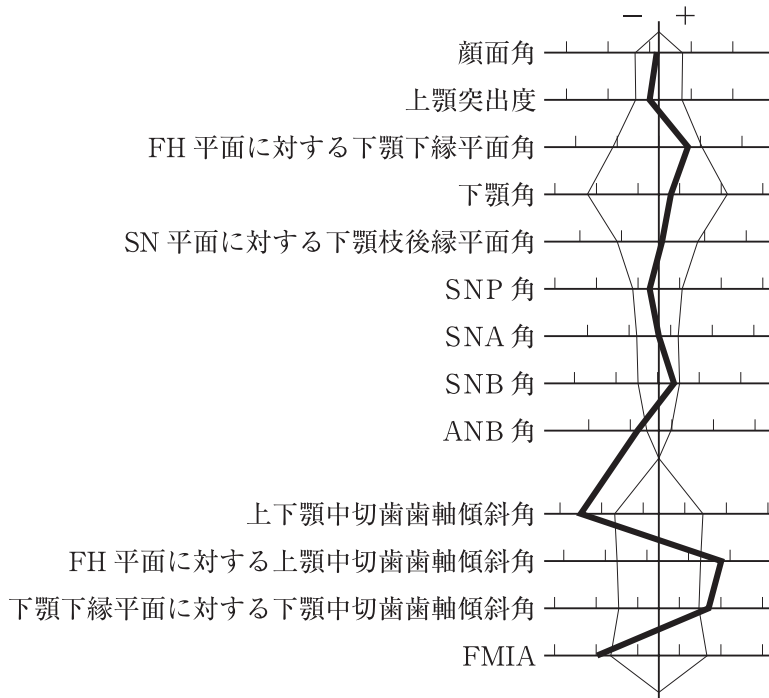 − +
顔面角
上顎突出度
FH 平面に対する下顎下縁平面角
下顎角
SN 平面に対する下顎枝後縁平面角
SNP 角
SNA 角
SNB 角
ANB 角
上下顎中切歯歯軸傾斜角
FH 平面に対する上顎中切歯歯軸傾斜角
下顎下縁平面に対する下顎中切歯歯軸傾斜角
FMIA